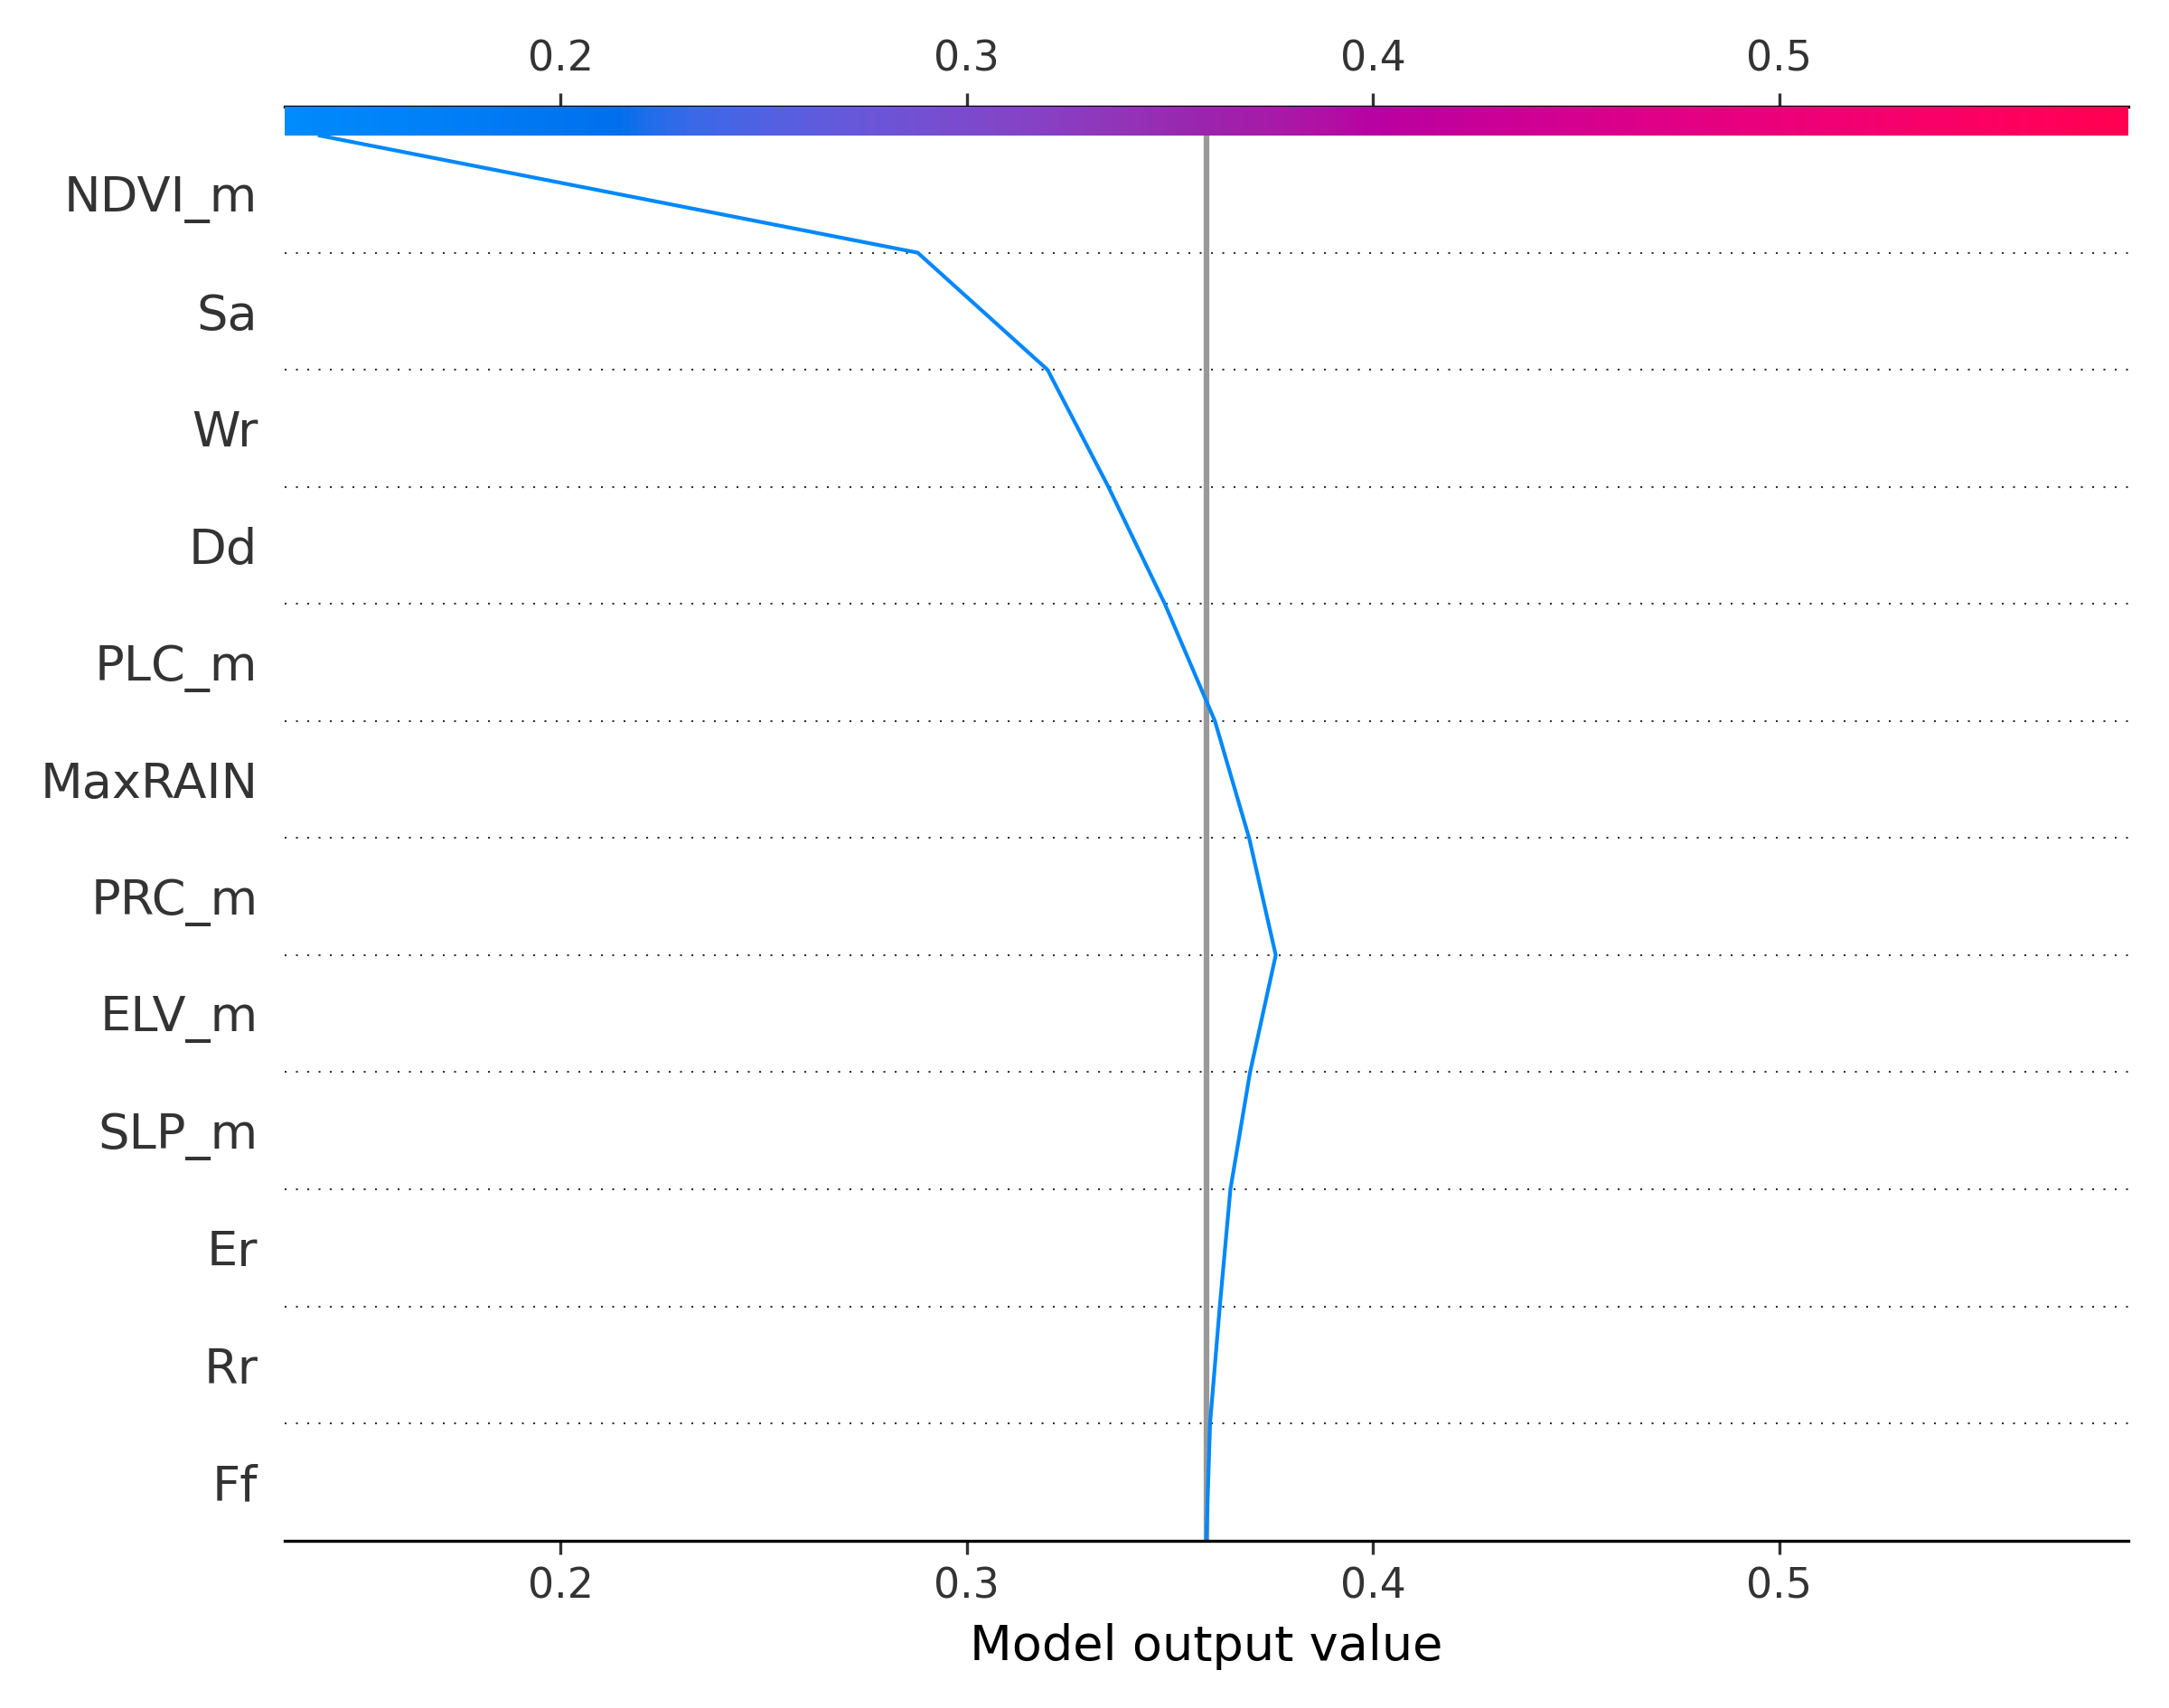 0.2 0.3 0.4 0.5
NDVI_m
Sa
Wr
Dd
PLC_m
MaxRAIN
PRC_m
ELV_m
SLP_m
Er
Rr
Ff
0.2 0.3 0.4 0.5
Model output value